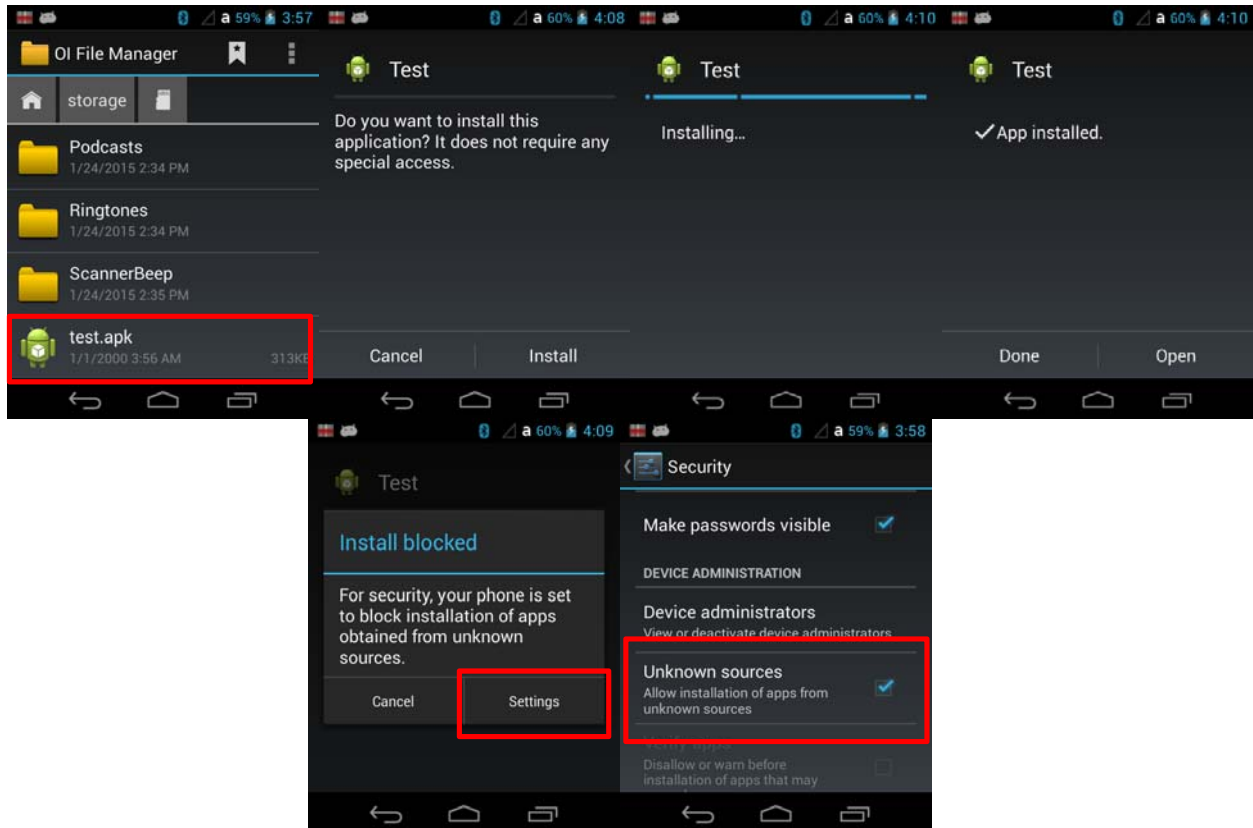 a 59% 3:57
OI File Manager
storage
Podcasts
1/24/2015 2:34 PM
Ringtones
1/24/2015 2:34 PM
ScannerBeep
1/24/2015 2:35 PM
test.apk
1/1/2000 3:56 AM 313KB
a 60% 4:08
Test
Do you want to install this
application? It does not require any
special access.
Cancel Install
a 60% 4:10
Test
Installing...
a 60% 4:10
Test
App installed.
Done Open
a 60% 4:09
Test
Install blocked
For security, your phone is set
to block installation of apps
obtained from unknown
sources.
Cancel Settings
a 59% 3:58
Security
Make passwords visible
DEVICE ADMINISTRATION
Device administrators
View or deactivate device administrators
Unknown sources
Allow installation of apps from
unknown sources
Verify apps
Disallow or warn before
installation of apps that may